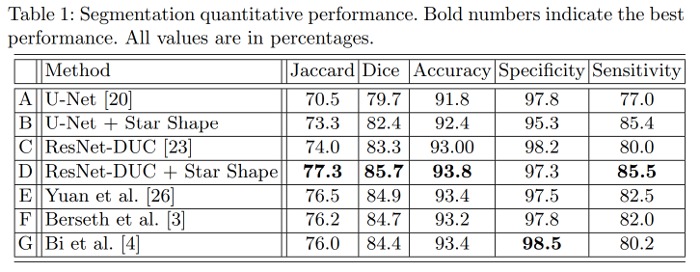 Table 1: Segmentation quantitative performance. Bold numbers indicate the best
performance. All values are in percentages.
Method Jaccard Dice Accuracy Specificity Sensitivity
A U-Net [20] 70.5 79.7 91.8 97.8 77.0
B U-Net + Star Shape 73.3 82.4 92.4 95.3 85.4
C ResNet-DUC [23] 74.0 83.3 93.00 98.2 80.0
D ResNet-DUC + Star Shape 77.3 85.7 93.8 97.3 85.5
E Yuan et al. [26] 76.5 84.9 93.4 97.5 82.5
F Berseth et al. [3] 76.2 84.7 93.2 97.8 82.0
G Bi et al. [4] 76.0 84.4 93.4 98.5 80.2